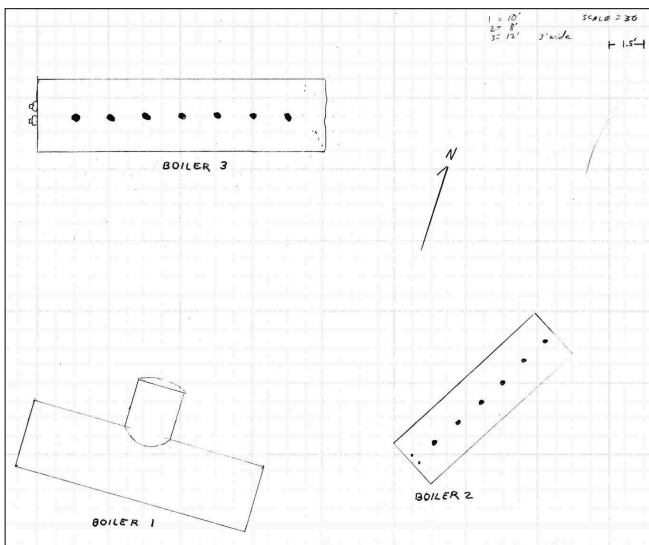 1 = 10'
2 = 8'
3 = 12' 3' wide
SCALE = 30
1.5'
BOILER 3
N
BOILER 1
BOILER 2